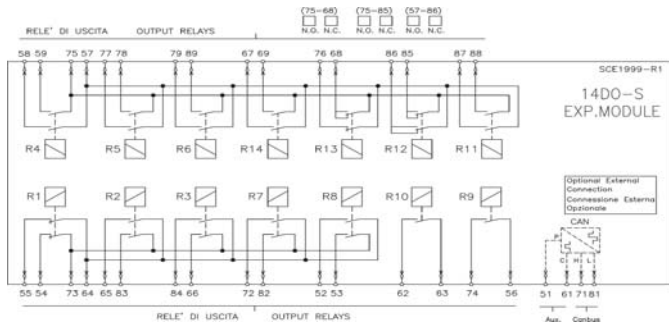 (75-68) (75-85) (57-86)
N.O. N.C. N.O. N.C. N.O. N.C.
RELE' DI USCITA OUTPUT RELAYS
58 59 75 57 77 78 79 89 67 69 76 68 86 85 87 88
SCE1999-R1
14DO-S
EXP.MODULE
R4 R5 R6 R14 R13 R12 R11
R1 R2 R3 R7 R8 R10 R9
Optional External
Connection
Connessione Esterna
Opzionale
CAN
P
C H L
55 54 73 64 65 83 84 66 72 82 52 53 62 63 74 56 51 61 71 81
RELE' DI USCITA OUTPUT RELAYS
Aux. Canbus